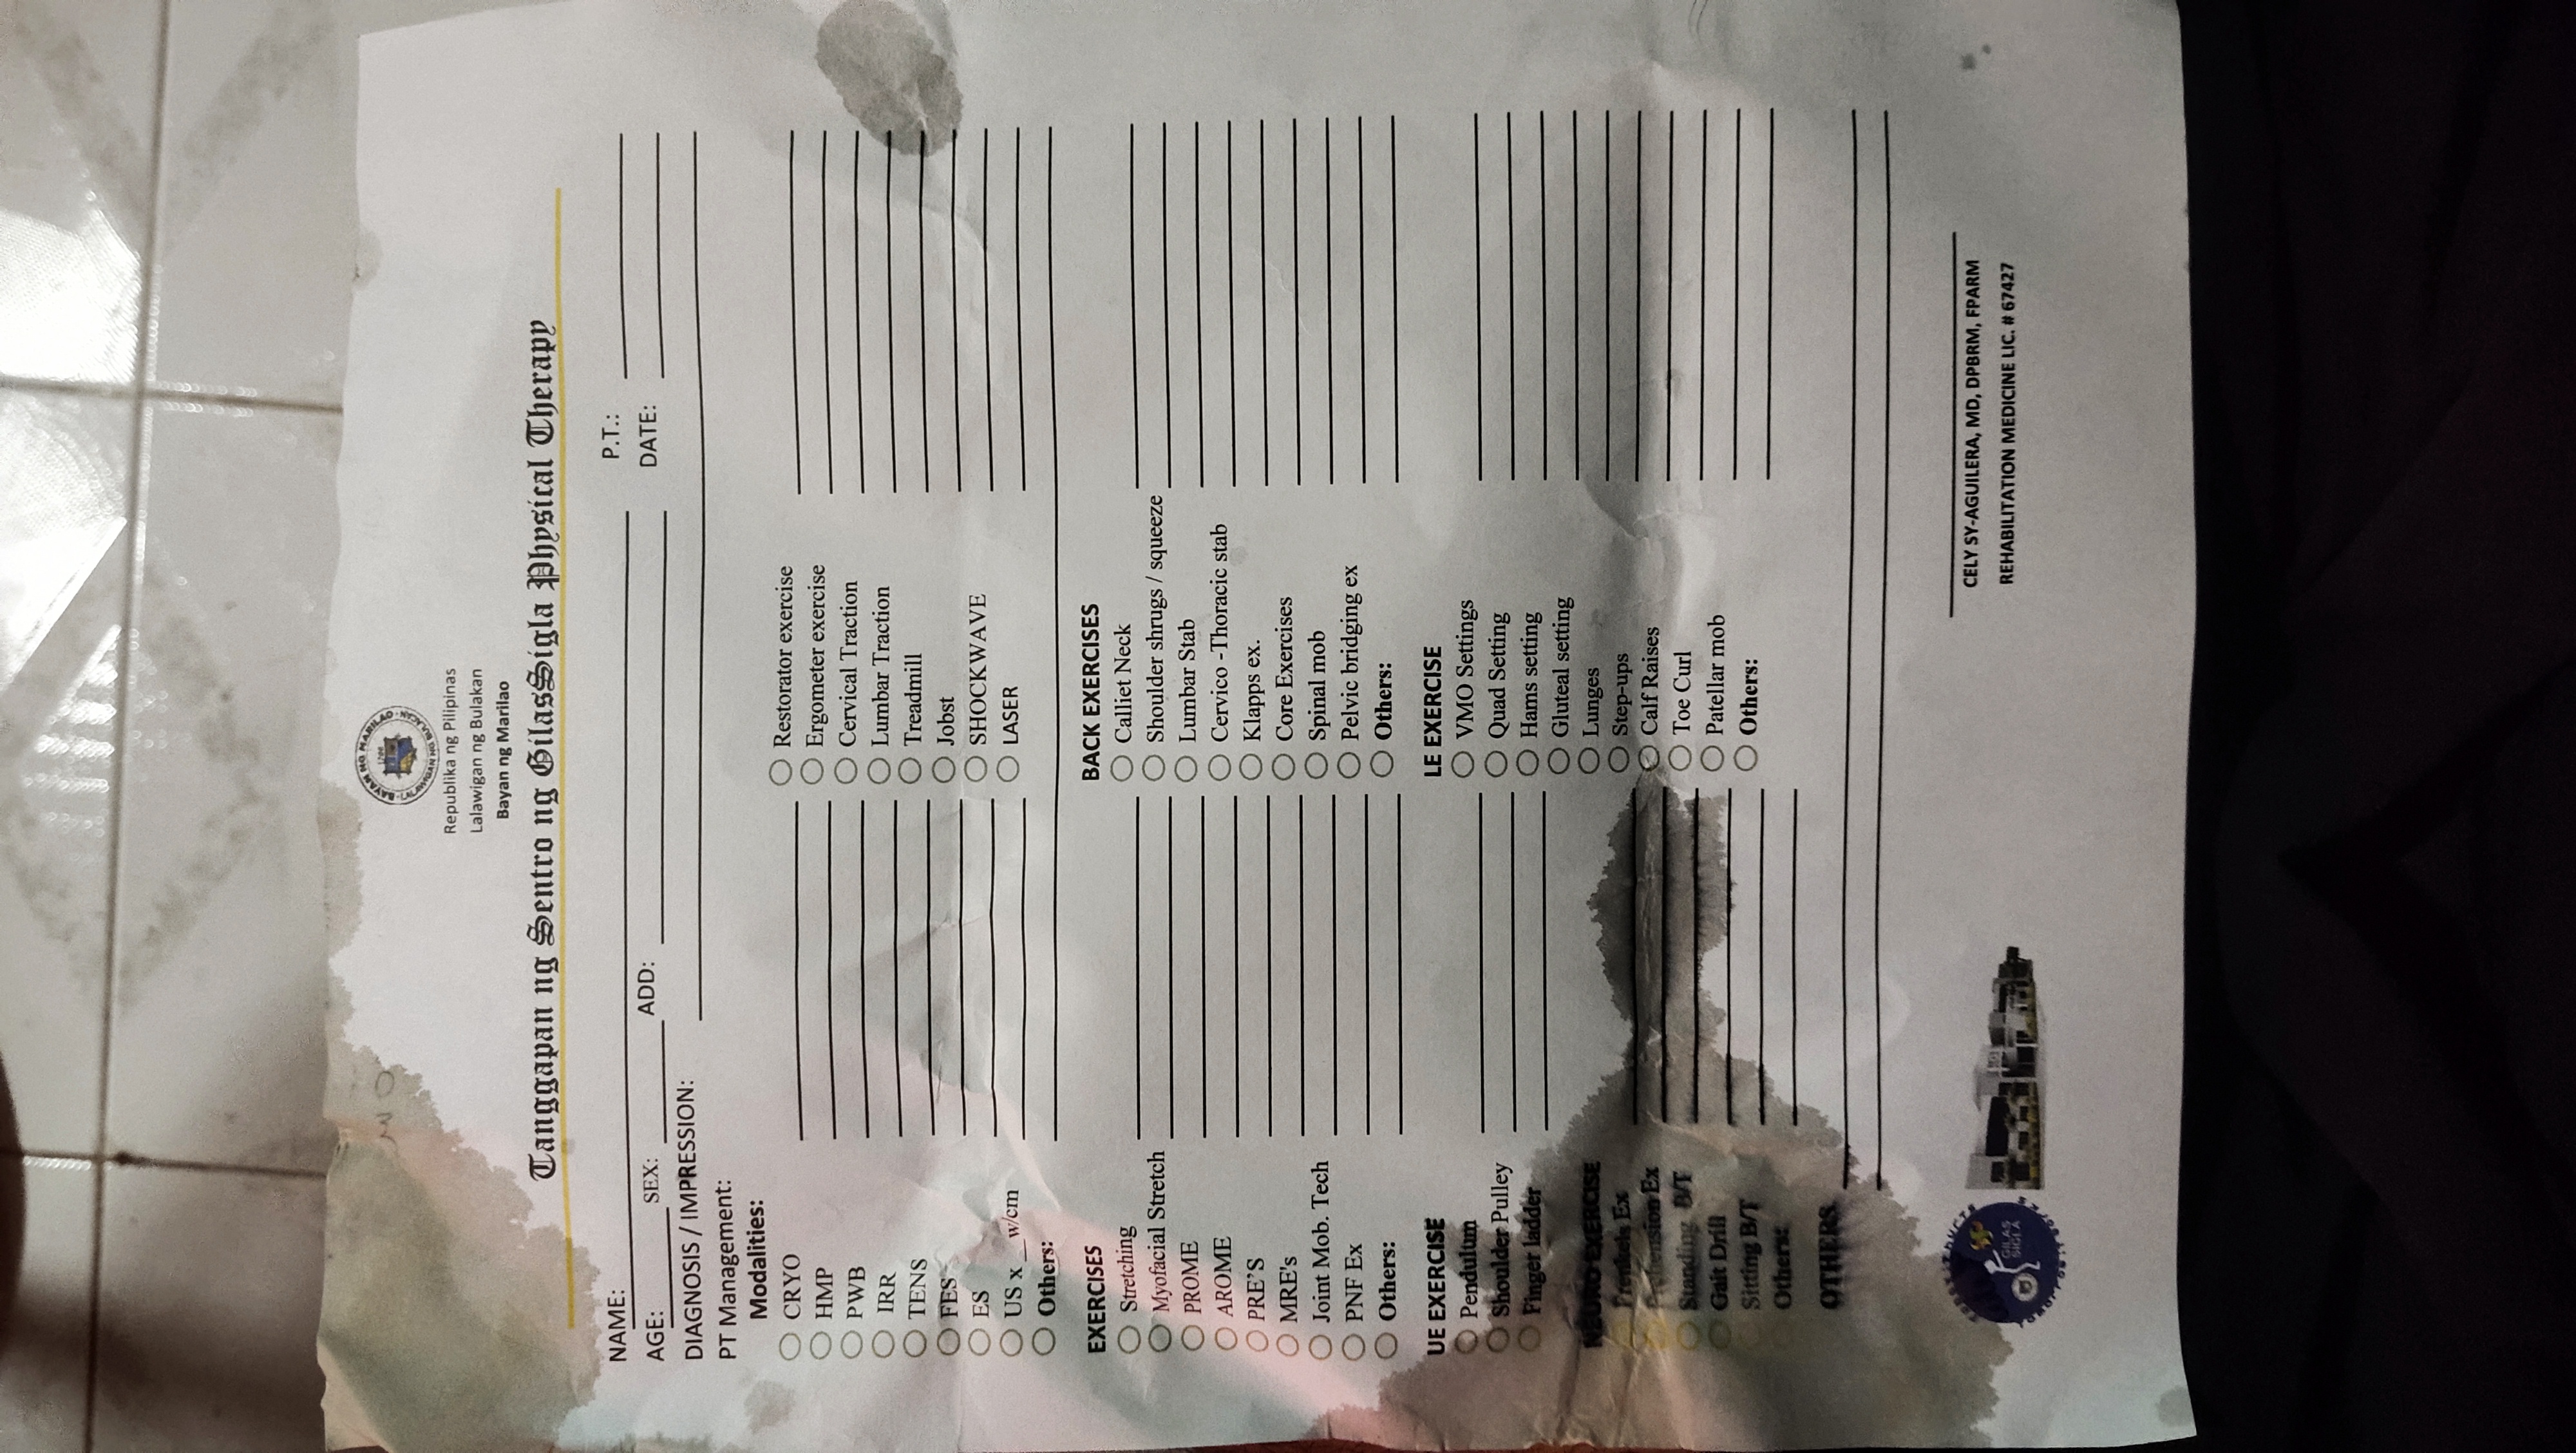 BAYAN NG MARILAO
LALAWIGAN NG BULACAN
Republika ng Pilipinas
Lalawigan ng Bulakan
Bayan ng Marilao
Tanggapan ng Sentro ng GilasSigla Physical Therapy
NAME: P.T.:
AGE: SEX: ADD: DATE:
DIAGNOSIS / IMPRESSION:
PT Management:
Modalities:
CRYO
HMP
PWB
IRR
TENS
FES
ES
US x __w/cm
Others:
Restorator exercise
Ergometer exercise
Cervical Traction
Lumbar Traction
Treadmill
Jobst
SHOCKWAVE
LASER
EXERCISES
Stretching
Myofacial Stretch
PROME
AROME
PRE'S
MRE's
Joint Mob. Tech
PNF Ex
Others:
BACK EXERCISES
Calliet Neck
Shoulder shrugs / squeeze
Lumbar Stab
Cervico -Thoracic stab
Klapps ex.
Core Exercises
Spinal mob
Pelvic bridging ex
Others:
UE EXERCISE
Pendulum
Shoulder Pulley
Finger ladder
NEURO EXERCISE
Frenkels Ex
Prehension Ex
Standing B/T
Gait Drill
Sitting B/T
Others:
LE EXERCISE
VMO Settings
Quad Setting
Hams setting
Gluteal setting
Lunges
Step-ups
Calf Raises
Toe Curl
Patellar mob
Others:
OTHERS
GILAS
SIGLA
CELY SY-AGUILERA, MD, DPBRM, FPARM
REHABILITATION MEDICINE LIC. # 67427